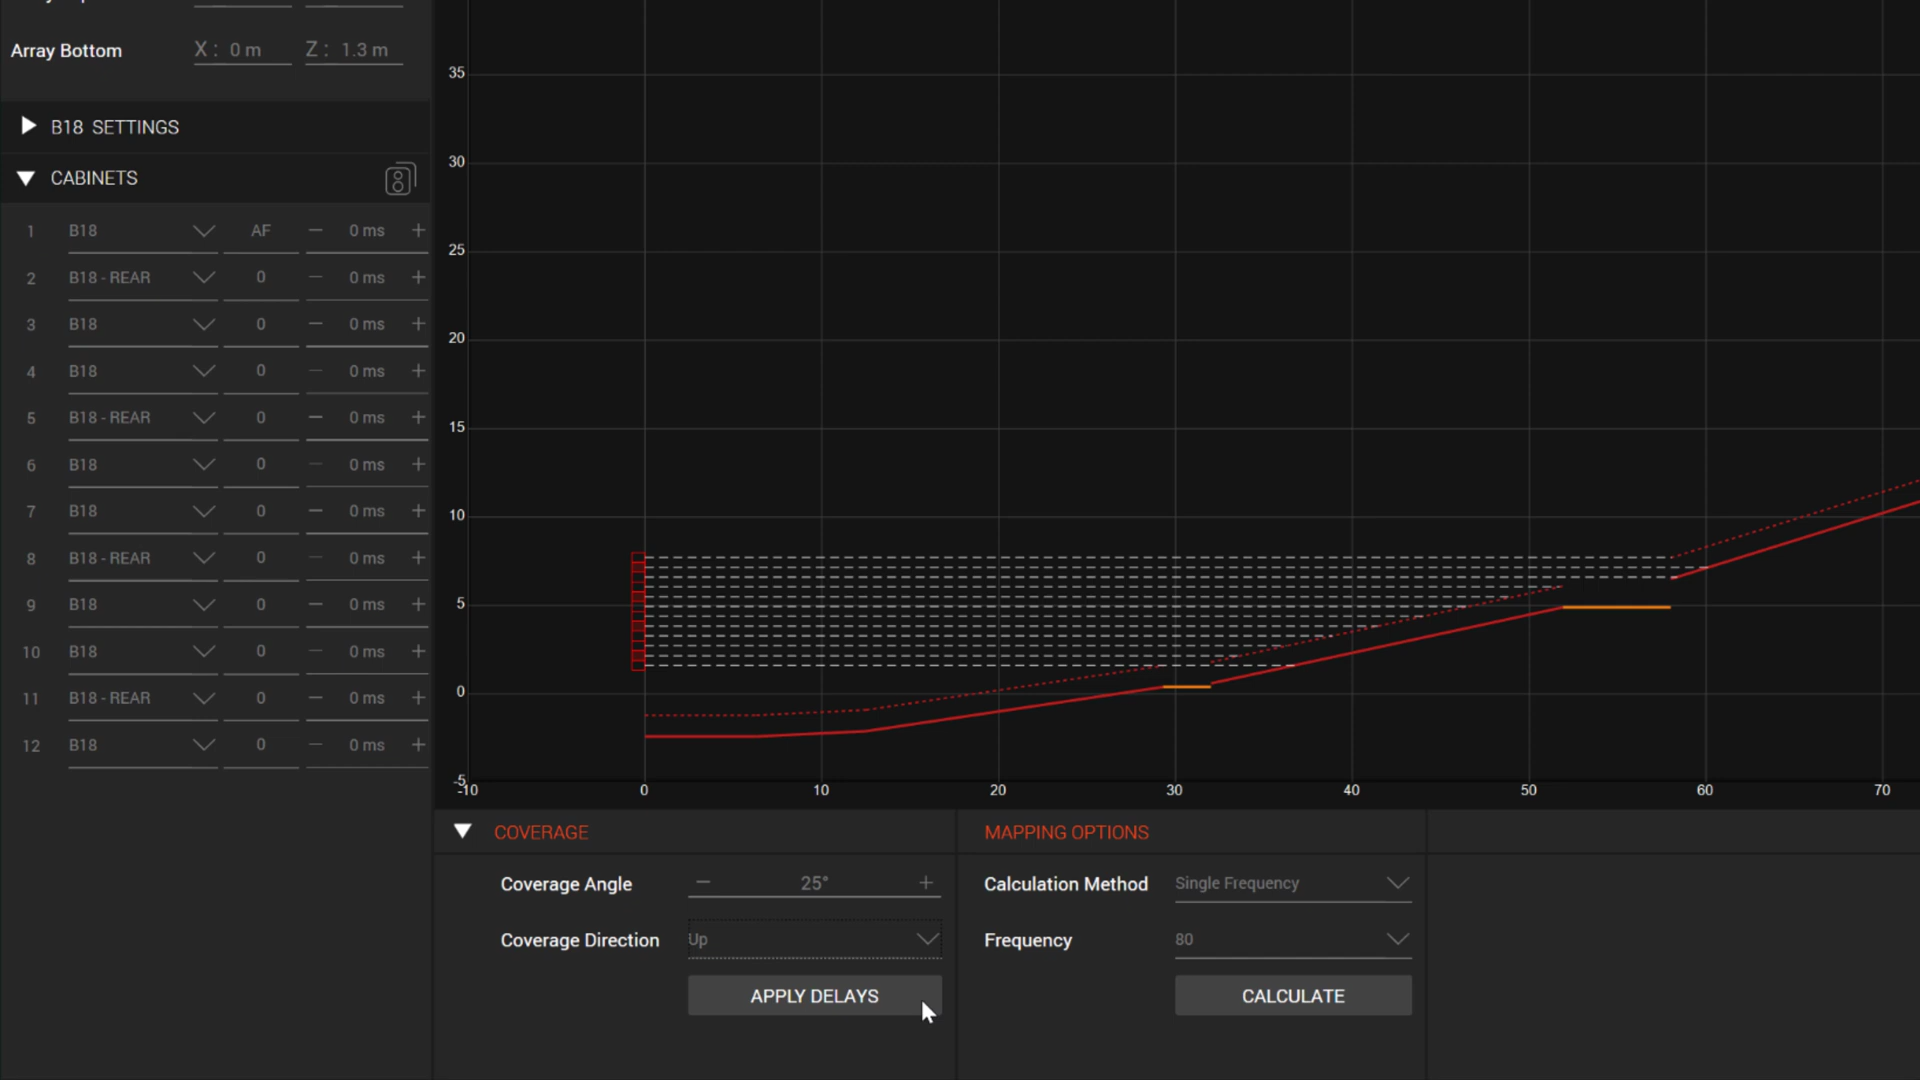 Array Bottom X : 0 m Z : 1.3 m
B18 SETTINGS
CABINETS
1 B18 AF − 0 ms +
2 B18 - REAR 0 − 0 ms +
3 B18 0 − 0 ms +
4 B18 0 − 0 ms +
5 B18 - REAR 0 − 0 ms +
6 B18 0 − 0 ms +
7 B18 0 − 0 ms +
8 B18 - REAR 0 − 0 ms +
9 B18 0 − 0 ms +
10 B18 0 − 0 ms +
11 B18 - REAR 0 − 0 ms +
12 B18 0 − 0 ms +
35
30
25
20
15
10
5
0
-5
-10 0 10 20 30 40 50 60 70
COVERAGE
Coverage Angle − 25° +
Coverage Direction Up
APPLY DELAYS
MAPPING OPTIONS
Calculation Method Single Frequency
Frequency 80
CALCULATE